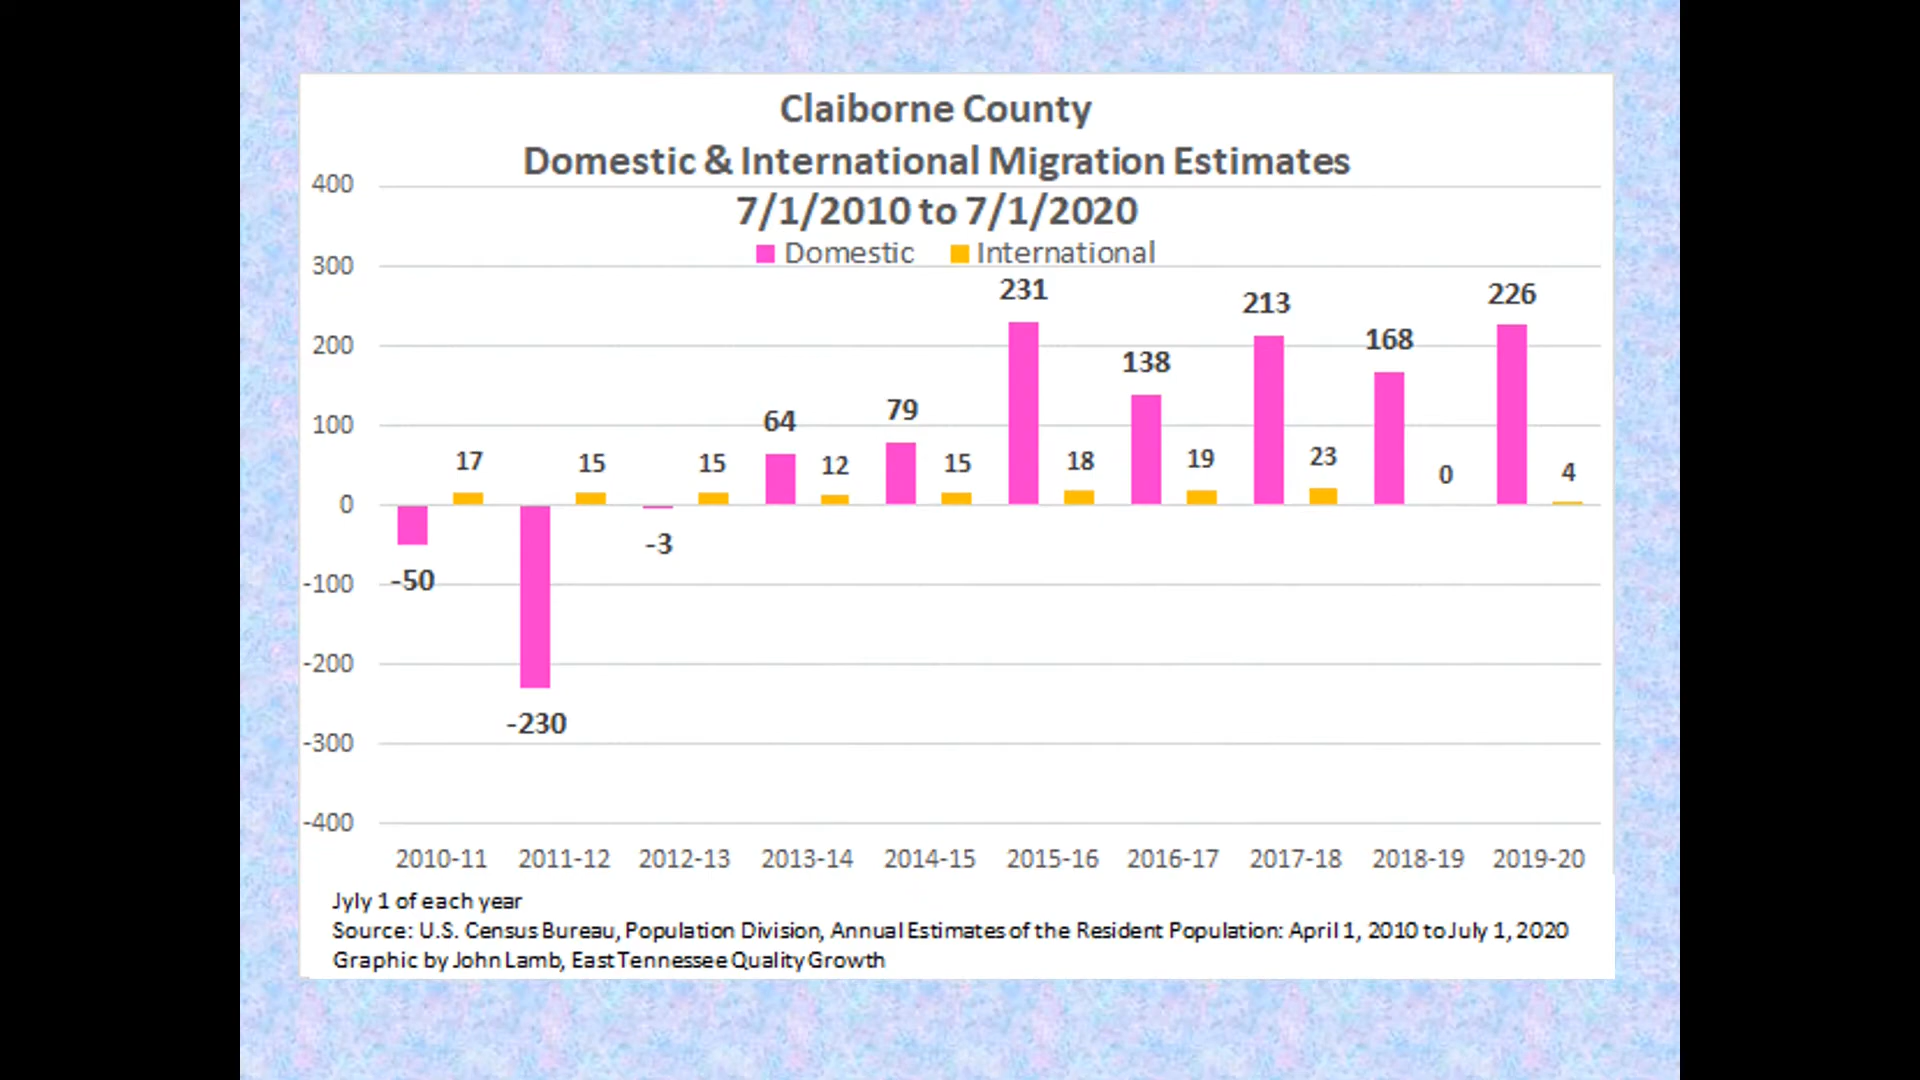 Claiborne County
Domestic & International Migration Estimates
7/1/2010 to 7/1/2020
Domestic International
400
300
200
100
0
-100
-200
-300
-400
-50 17
-230 15
-3 15
64 12
79 15
231 18
138 19
213 23
168 0
226 4
2010-11 2011-12 2012-13 2013-14 2014-15 2015-16 2016-17 2017-18 2018-19 2019-20
Jyly 1 of each year
Source: U.S. Census Bureau, Population Division, Annual Estimates of the Resident Population: April 1, 2010 to July 1, 2020
Graphic by John Lamb, East Tennessee Quality Growth